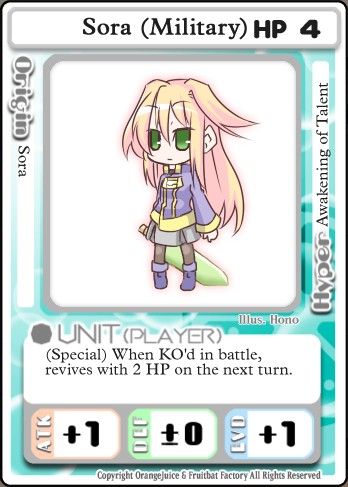 Sora (Military) HP 4
Origin
Sora
Hyper
Awakening of Talent
Illus. Hono
UNIT (PLAYER)
(Special) When KO'd in battle,
revives with 2 HP on the next turn.
ATK +1
DEF ±0
EVD +1
Copyright Orangejuice & Fruitbat Factory All Rights Reserved